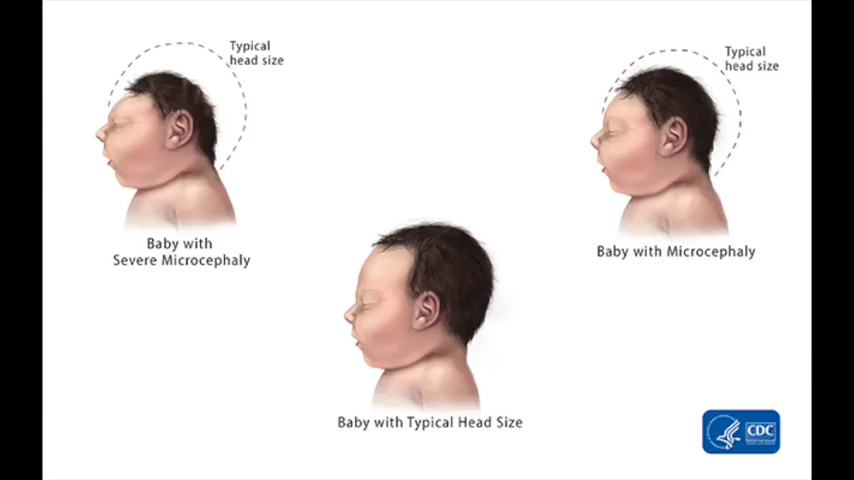 Typical
head size
Typical
head size
Baby with
Severe Microcephaly
Baby with Microcephaly
Baby with Typical Head Size
CDC